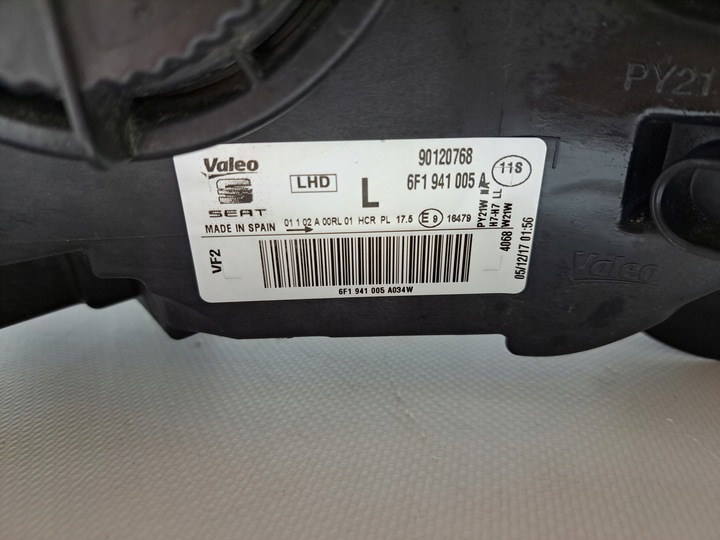 PY21
Valeo
90120768
SEAT
LHD
L
6F1 941 005 A
11S
MADE IN SPAIN
01 1 02 A 00RL 01 HCR PL 17.5 E9 16479
VF2
6F1 941 005 A034W
PY21W
H7-H7 LL
4068 W21W
05/12/17 01:56
Valeo